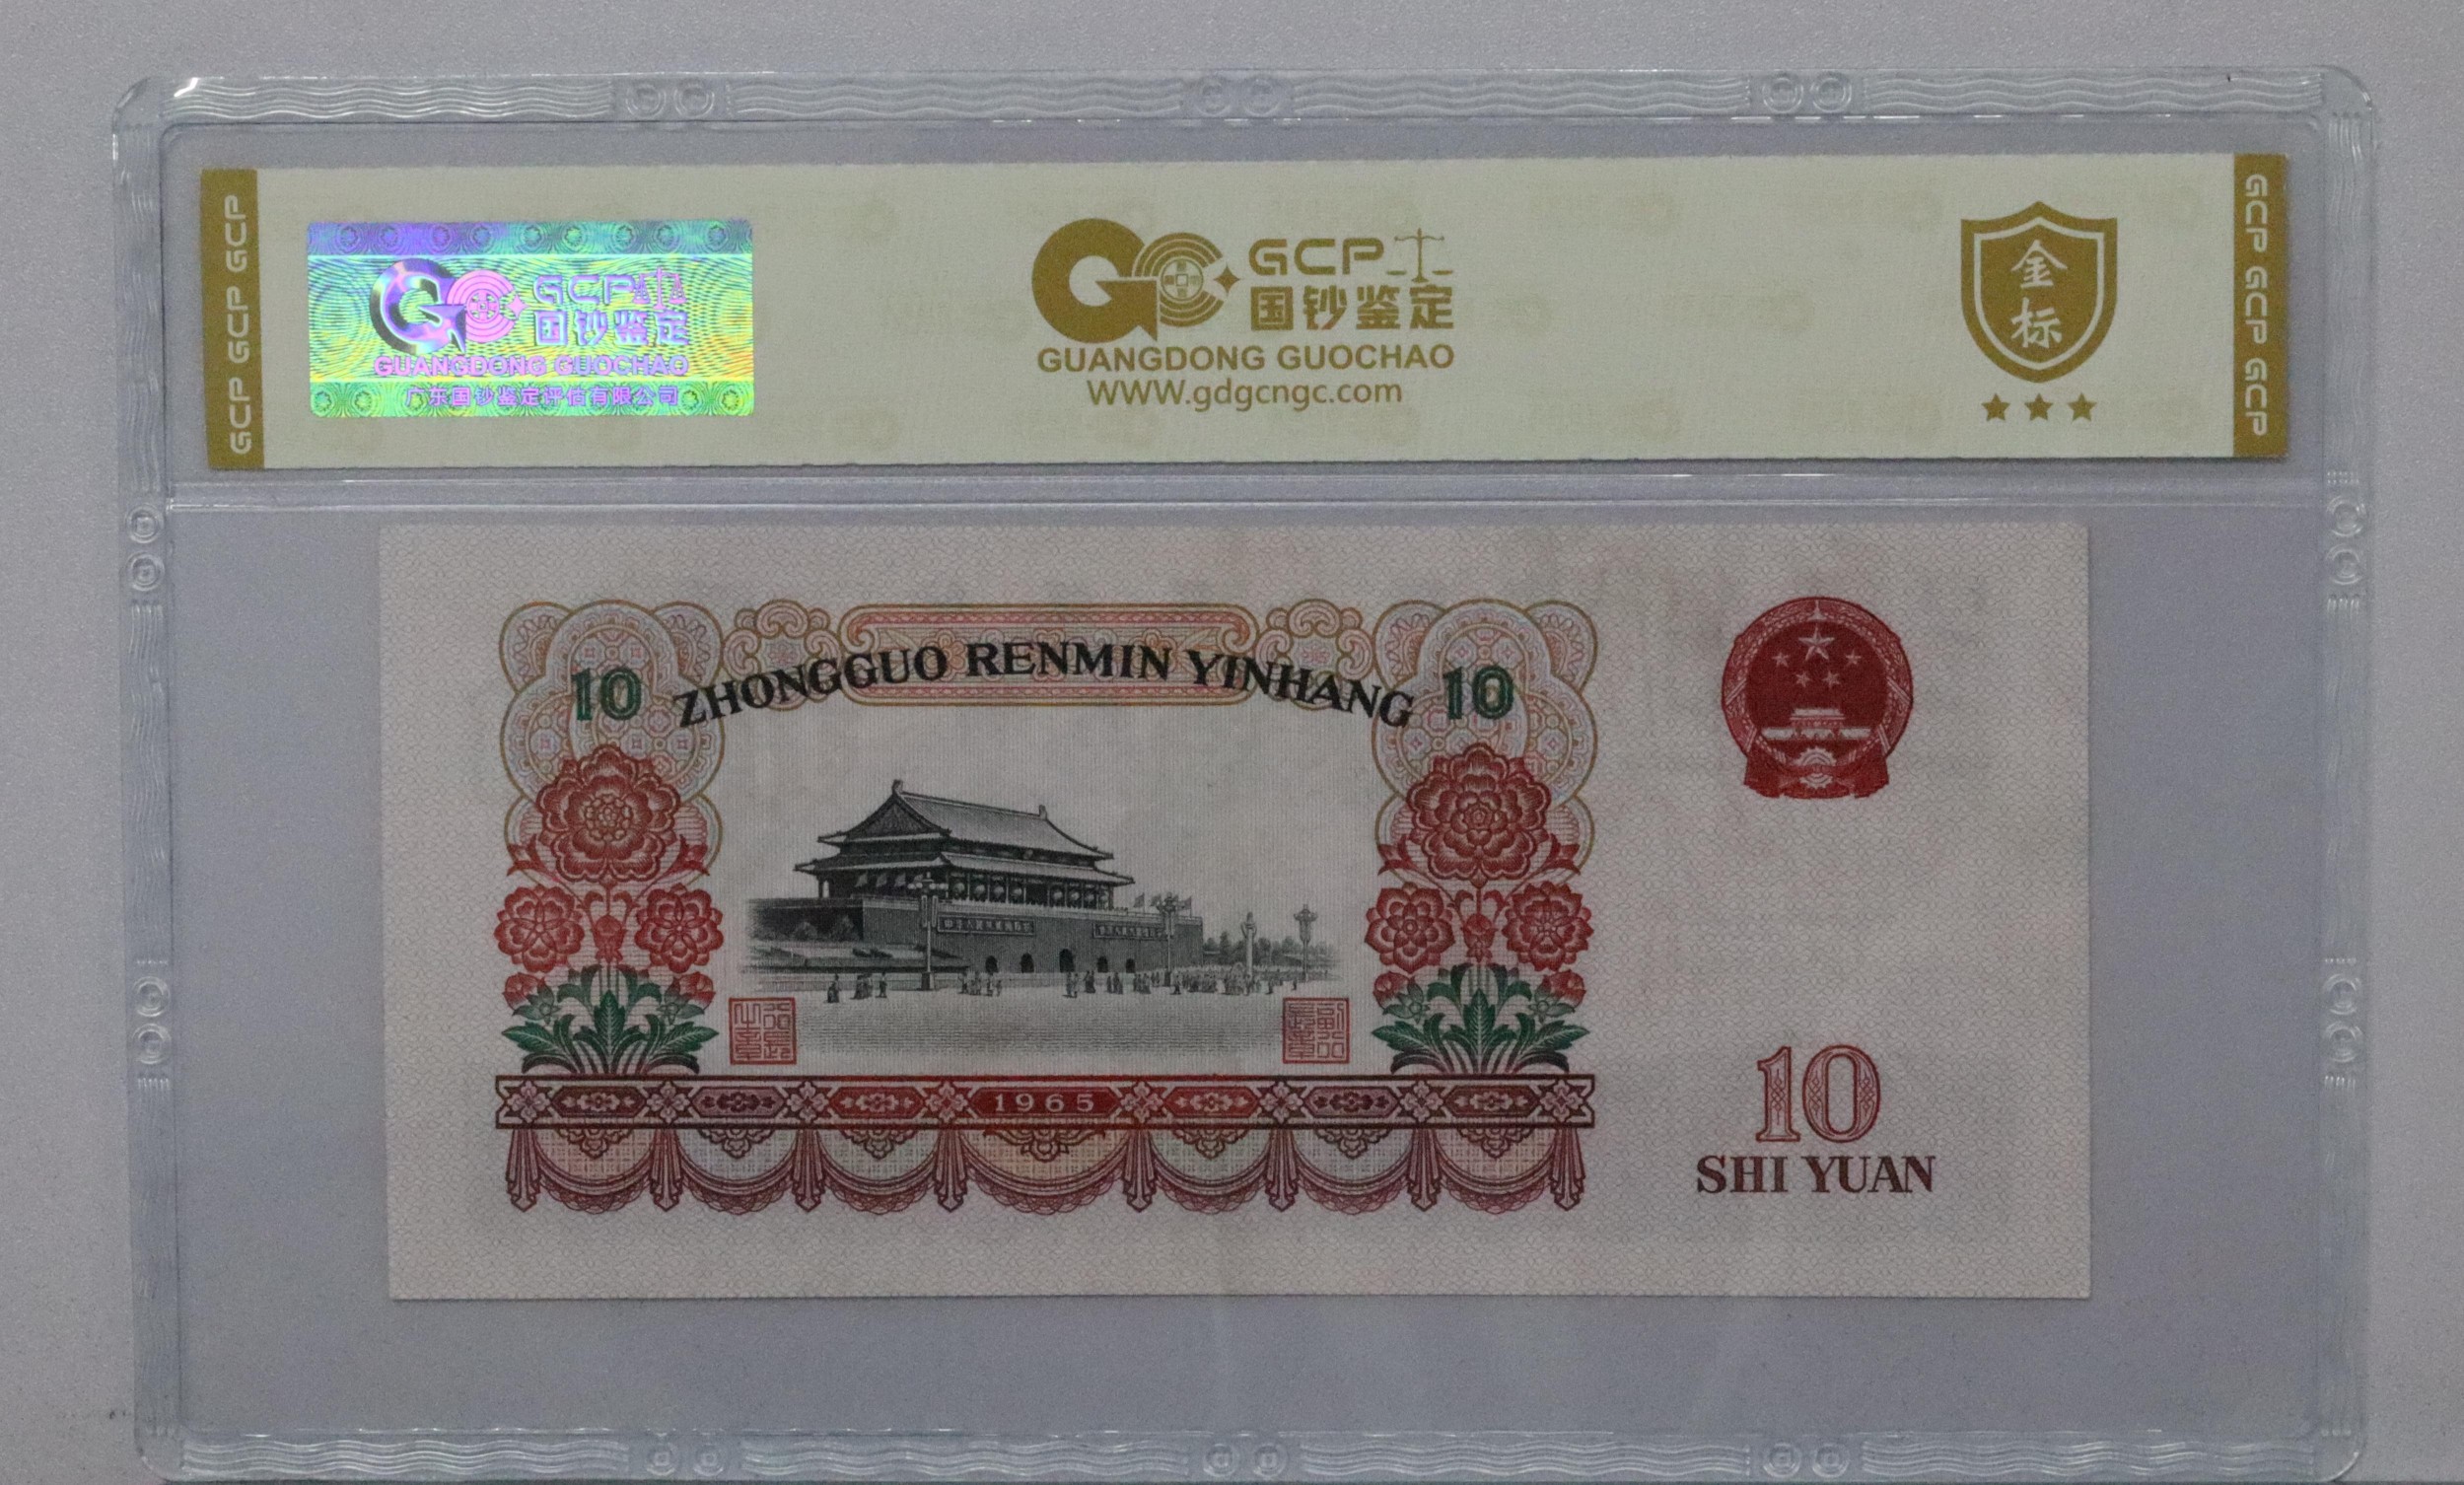 GCP GCP GCP
GCP
国钞鉴定
GUANGDONG GUOCHAO
广东国钞鉴定评估有限公司
GCP
国钞鉴定
GUANGDONG GUOCHAO
WWW.gdgcngc.com
金
标
GCP GCP GCP
ZHONGGUO RENMIN YINHANG
10
10
1965
10
SHI YUAN